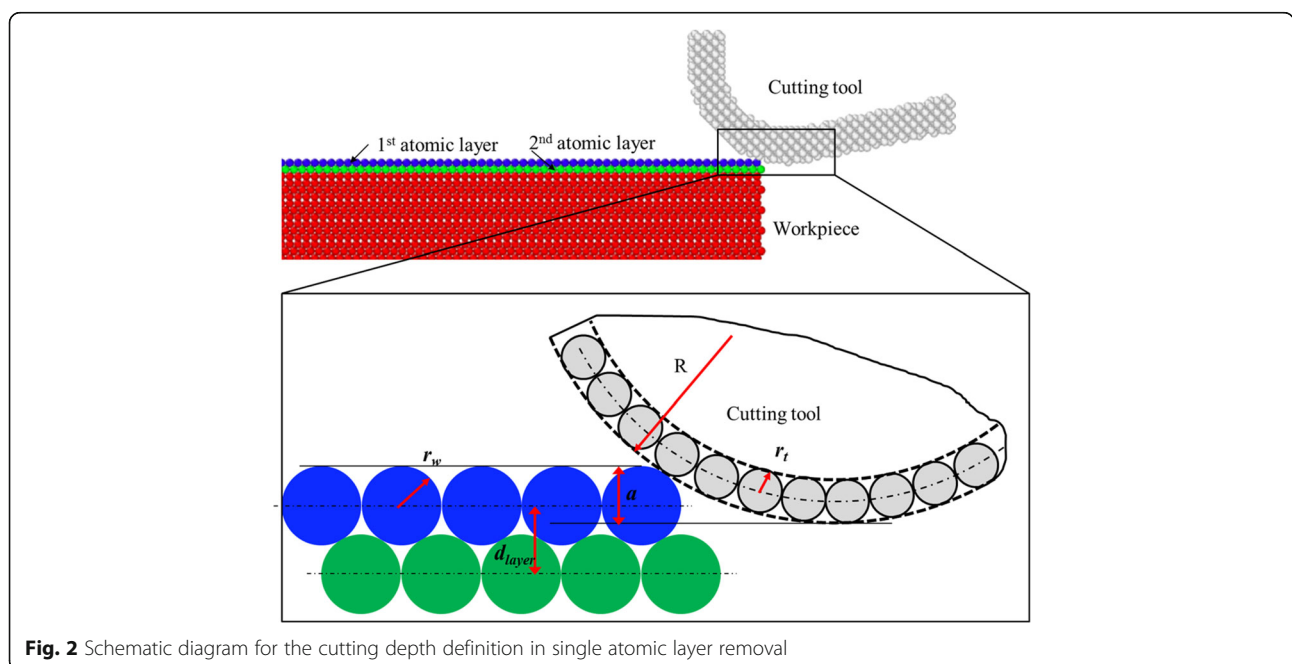 Cutting tool
1st atomic layer
2nd atomic layer
Workpiece
R
Cutting tool
rw
rt
a
dlayer
Fig. 2 Schematic diagram for the cutting depth definition in single atomic layer removal